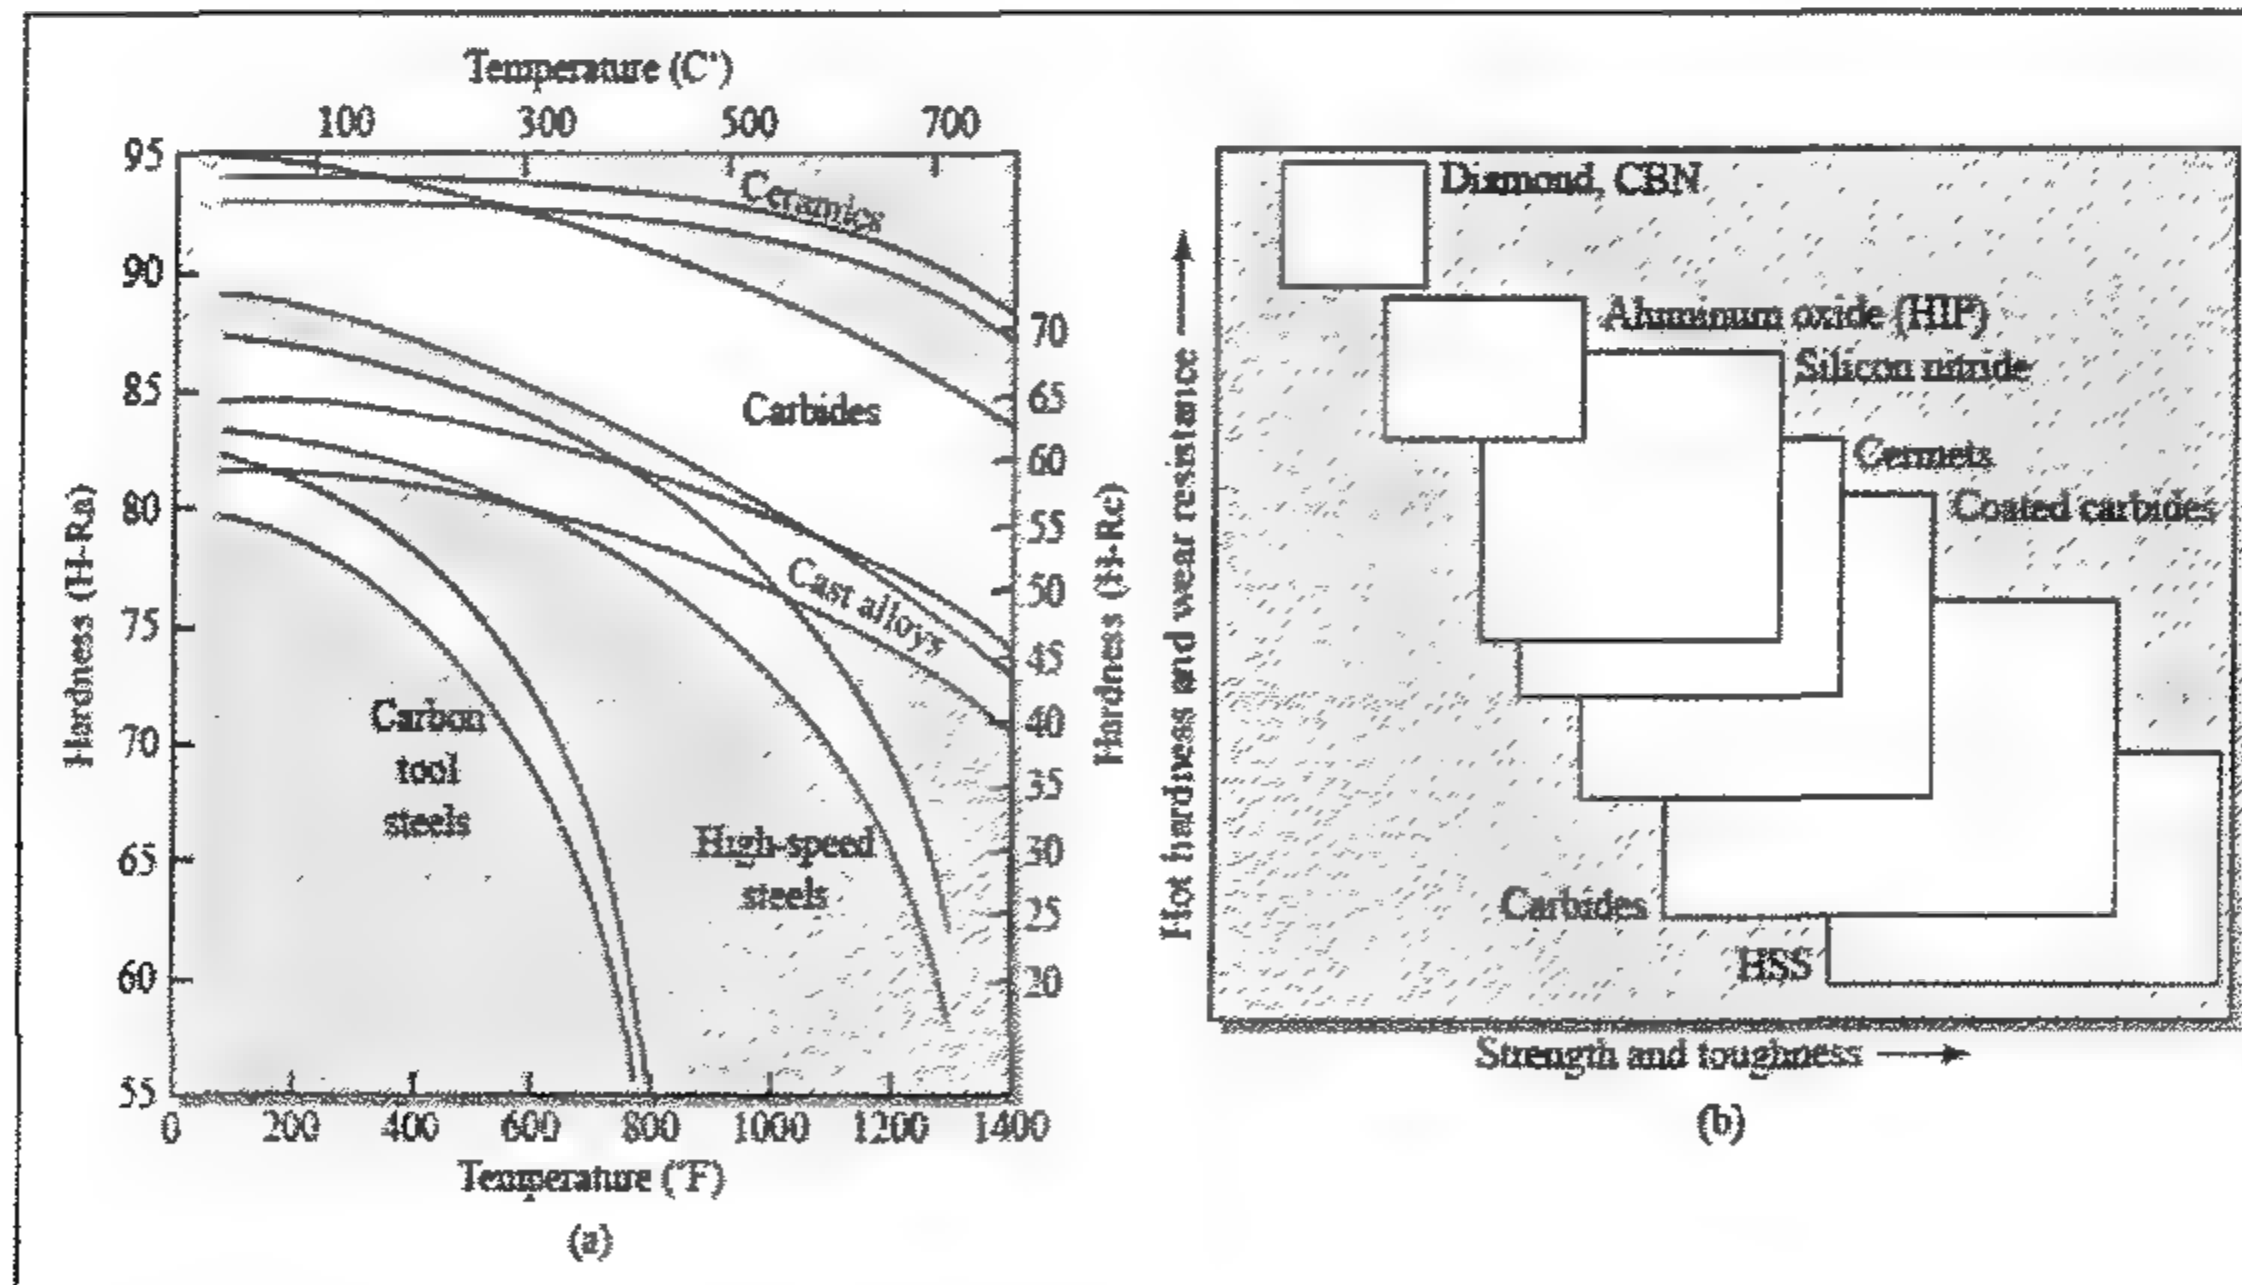 Temperature (C°)
100 300 500 700
95
90
85
80
75
70
65
60
55
Hardness (H-Ra)
Ceramics
Carbides
Cast alloys
Carbon
tool
steels
High-speed
steels
70
65
60
55
50
45
40
35
30
25
20
Hardness (H-Rc)
0 200 400 600 800 1000 1200 1400
Temperature (°F)
(a)
Hot hardness and wear resistance
Diamond, CBN
Aluminum oxide (HIP)
Silicon nitride
Cermets
Coated carbides
Carbides
HSS
Strength and toughness
(b)